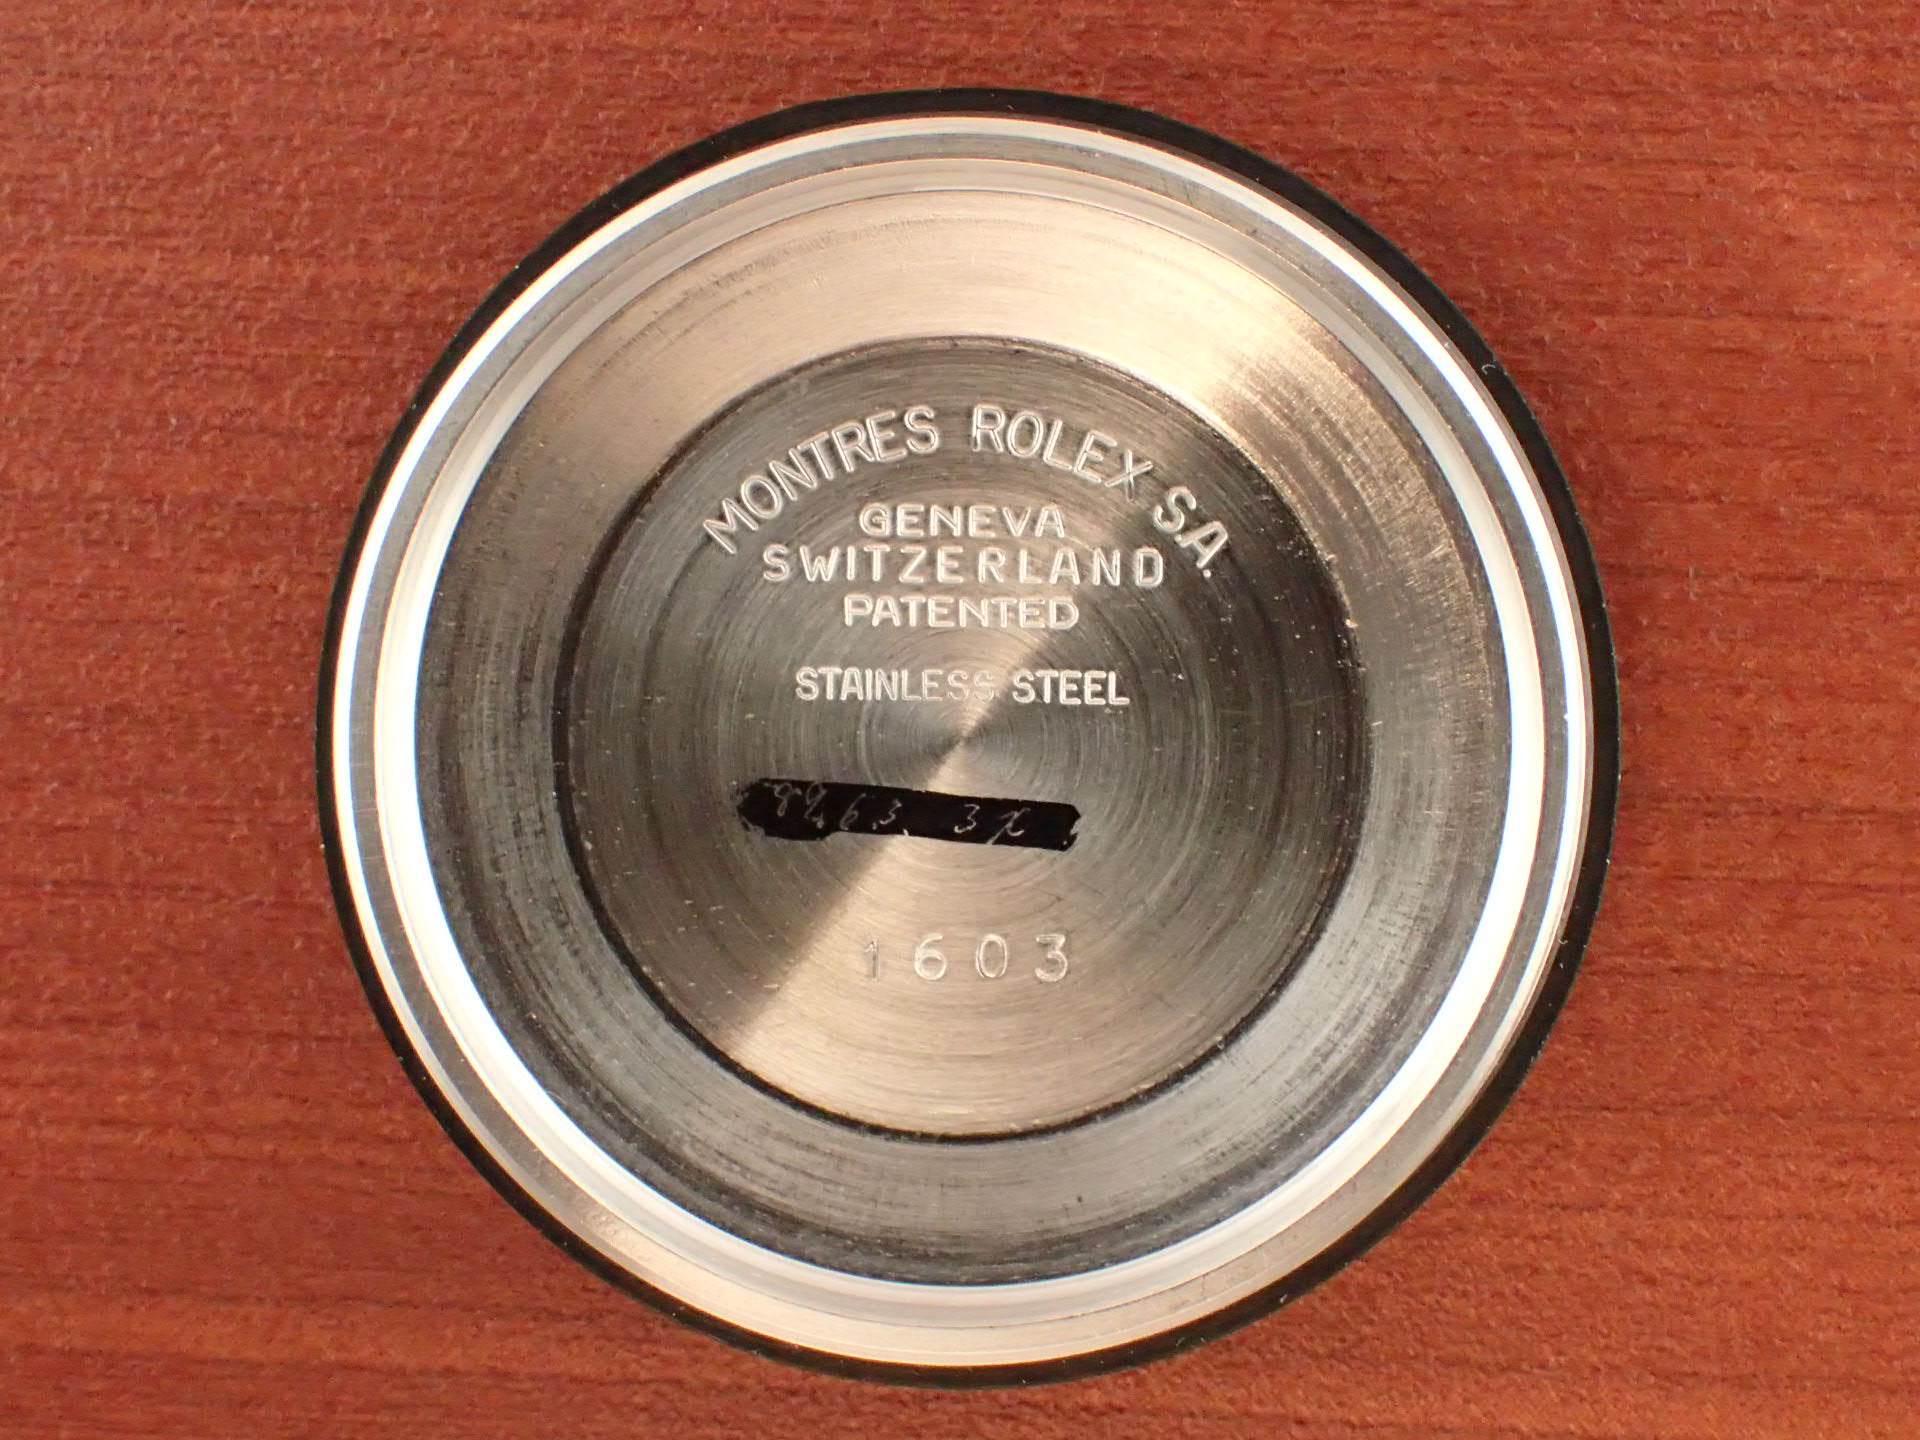 MONTRES ROLEX S.A.
GENEVA
SWITZERLAND
PATENTED
STAINLESS STEEL
1603